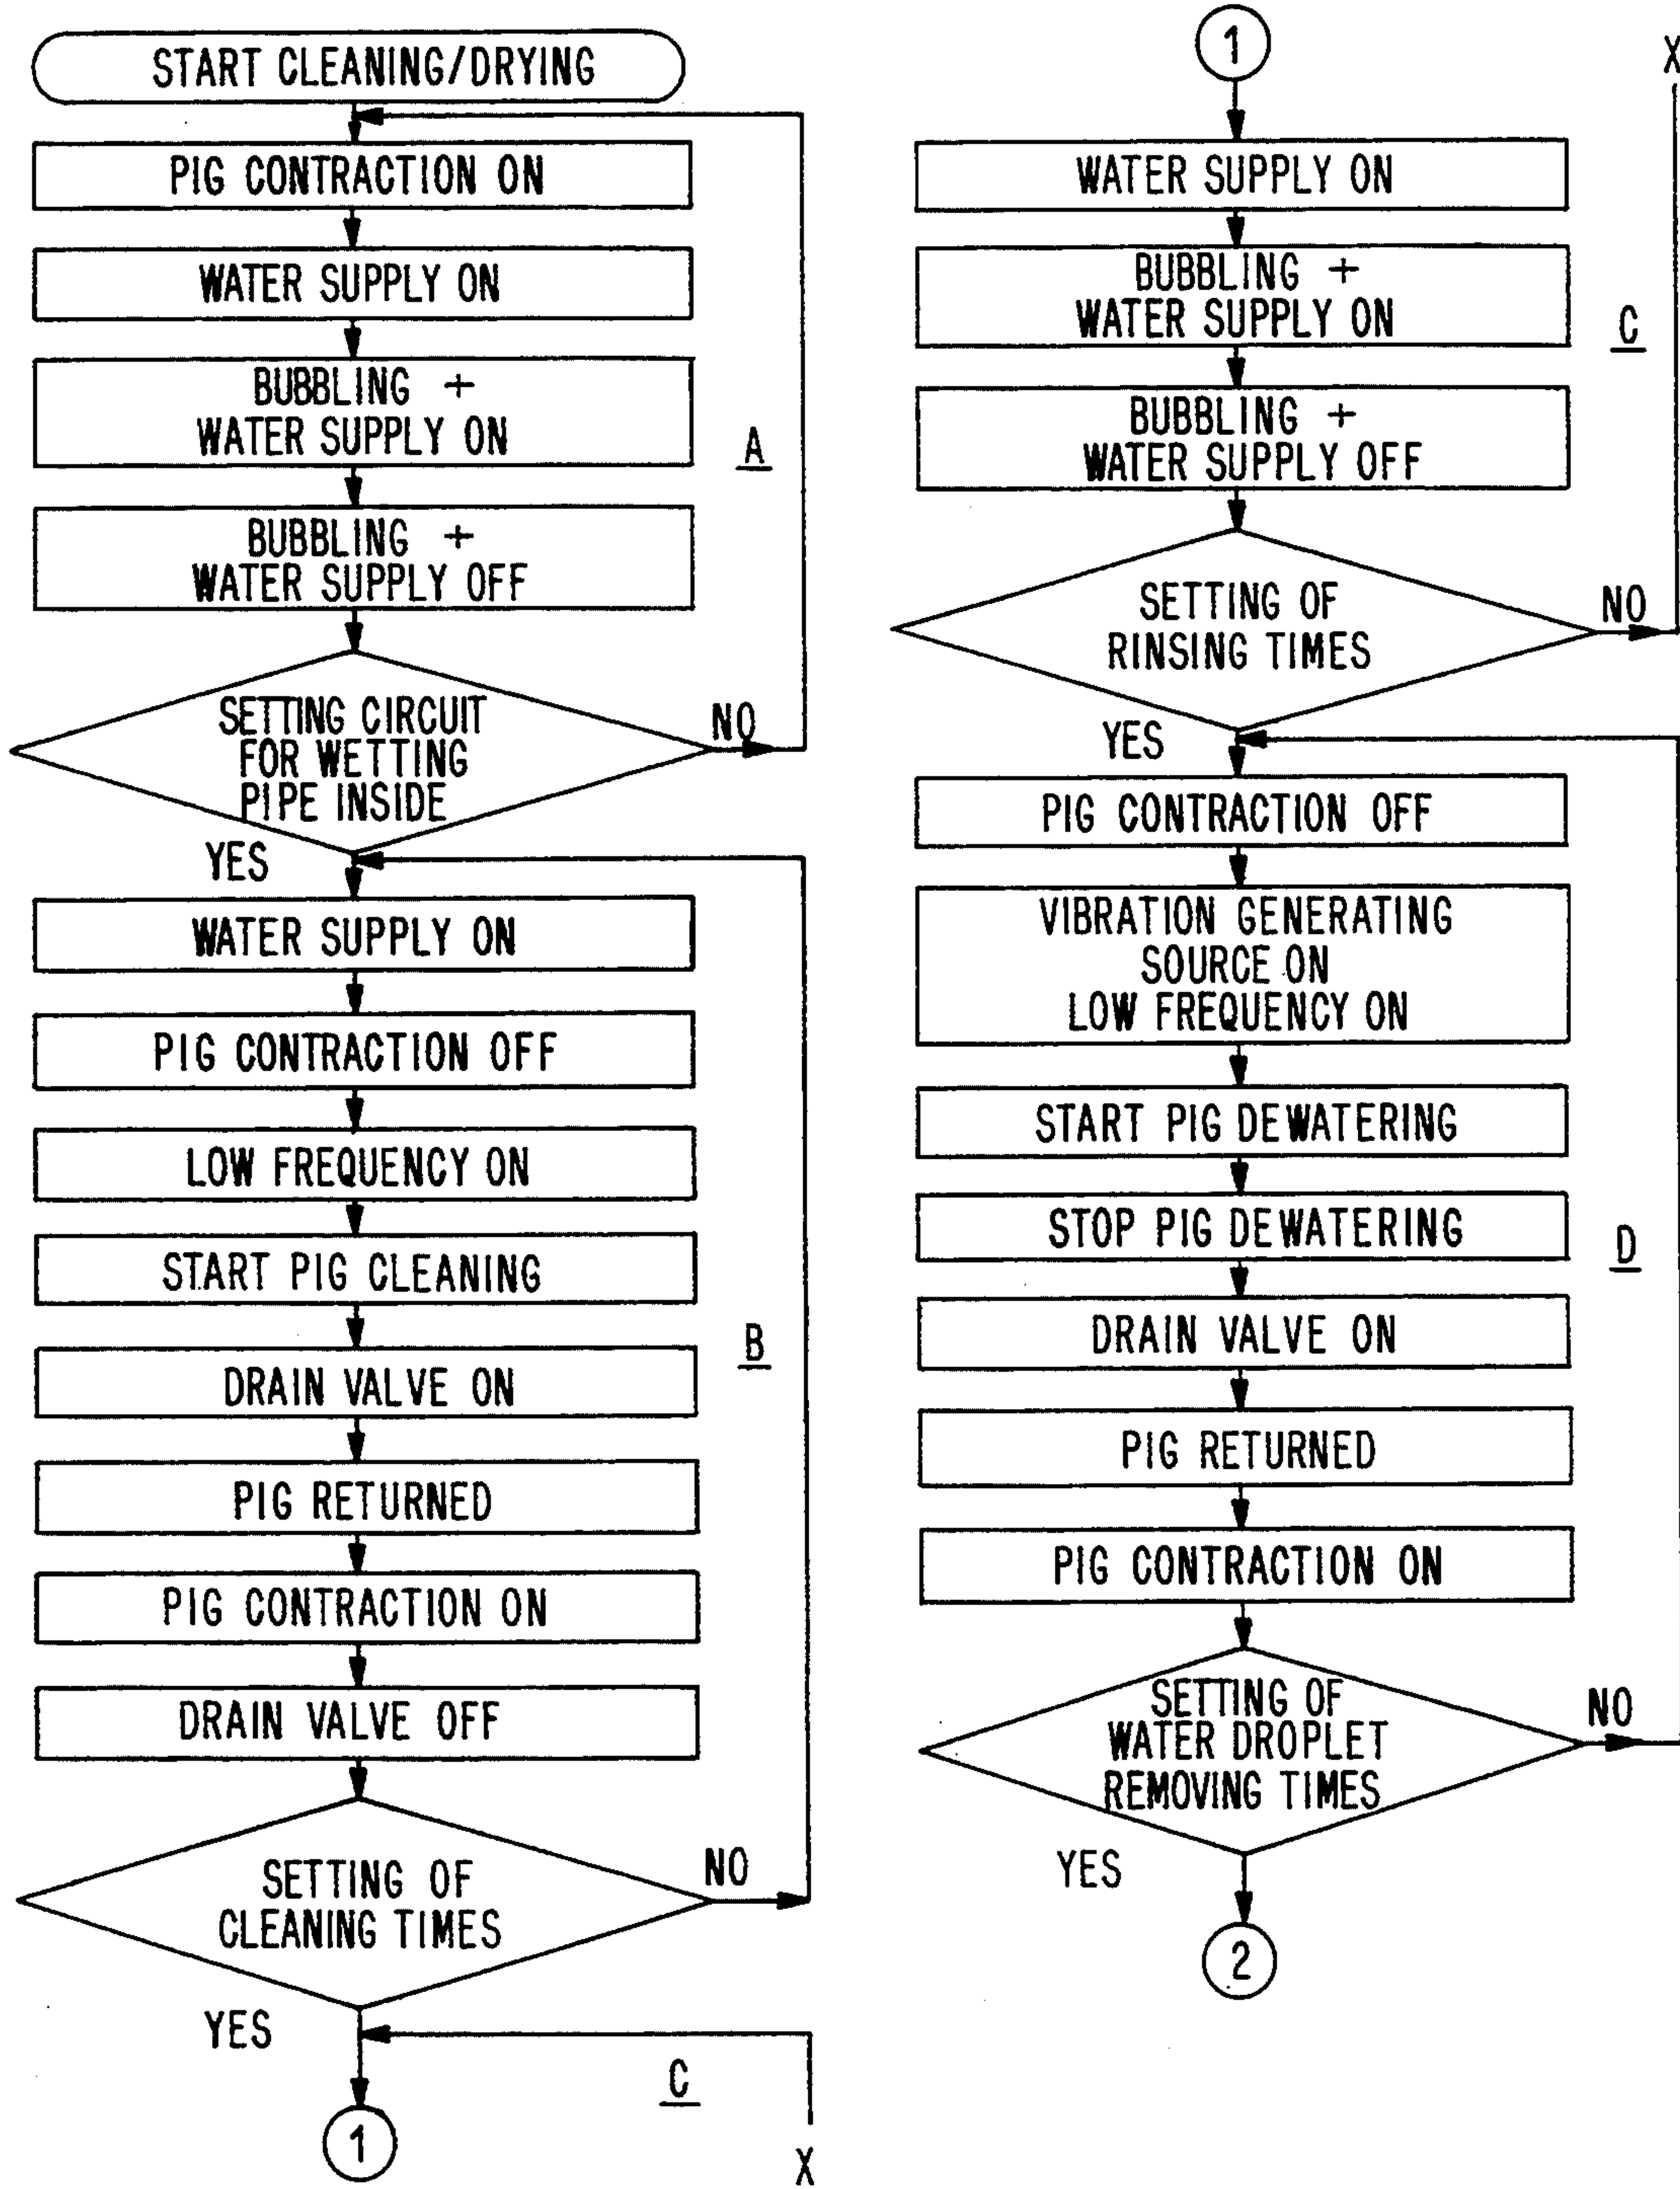 START CLEANING/DRYING
PIG CONTRACTION ON
WATER SUPPLY ON
BUBBLING +
WATER SUPPLY ON
A
BUBBLING +
WATER SUPPLY OFF
SETTING CIRCUIT
FOR WETTING
PIPE INSIDE
NO
YES
WATER SUPPLY ON
PIG CONTRACTION OFF
LOW FREQUENCY ON
START PIG CLEANING
B
DRAIN VALVE ON
PIG RETURNED
PIG CONTRACTION ON
DRAIN VALVE OFF
SETTING OF
CLEANING TIMES
NO
YES
C
1
X
1
X
WATER SUPPLY ON
BUBBLING +
WATER SUPPLY ON
C
BUBBLING +
WATER SUPPLY OFF
SETTING OF
RINSING TIMES
NO
YES
PIG CONTRACTION OFF
VIBRATION GENERATING
SOURCE ON
LOW FREQUENCY ON
START PIG DEWATERING
STOP PIG DEWATERING
D
DRAIN VALVE ON
PIG RETURNED
PIG CONTRACTION ON
SETTING OF
WATER DROPLET
REMOVING TIMES
NO
YES
2